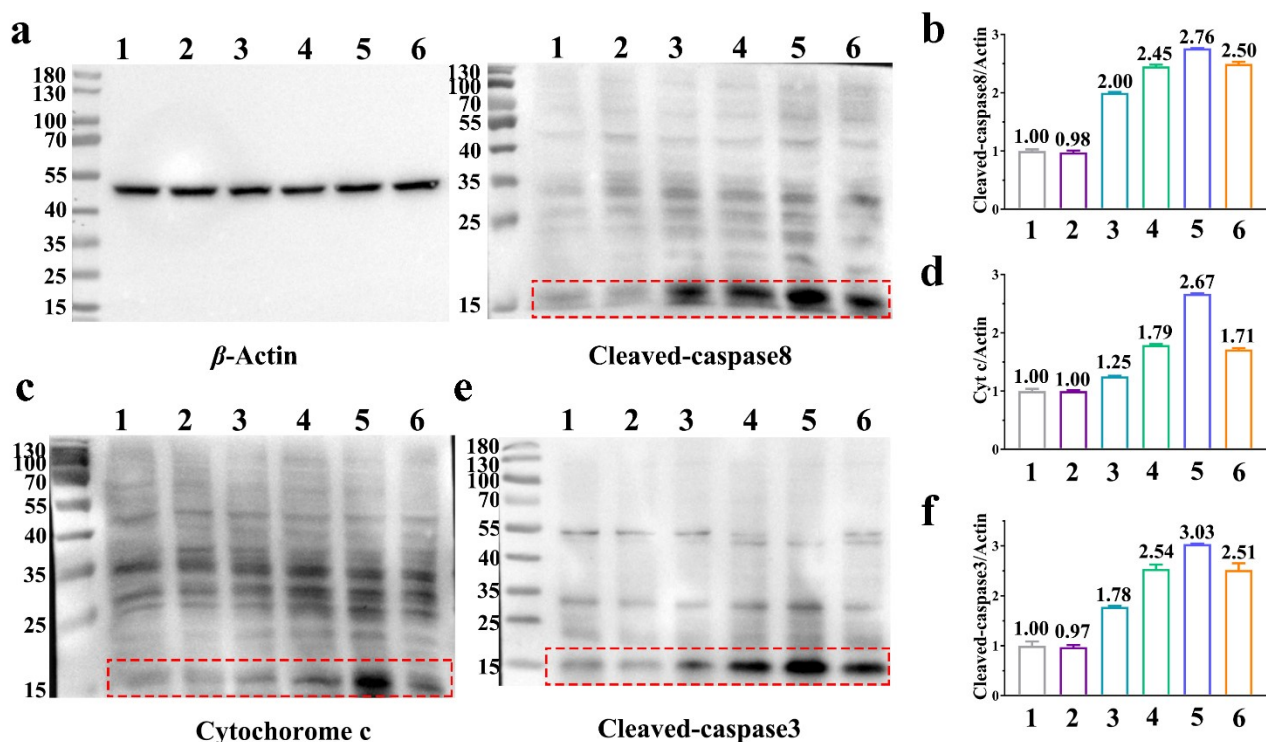 a
1 2 3 4 5 6
180
130
100
70
55
40
35
25
15
β-Actin
1 2 3 4 5 6
130
100
70
55
40
35
25
15
Cleaved-caspase8
b
Cleaved-caspase8/Actin
3
2
1
0
1.00 0.98 2.00 2.45 2.76 2.50
1 2 3 4 5 6
c
1 2 3 4 5 6
130
100
70
55
40
35
25
15
Cytochorome c
e
1 2 3 4 5 6
180
130
100
70
55
40
35
25
15
Cleaved-caspase3
d
Cyt c/Actin
3
2
1
0
1.00 1.00 1.25 1.79 2.67 1.71
1 2 3 4 5 6
f
Cleaved-caspase3/Actin
3
2
1
0
1.00 0.97 1.78 2.54 3.03 2.51
1 2 3 4 5 6